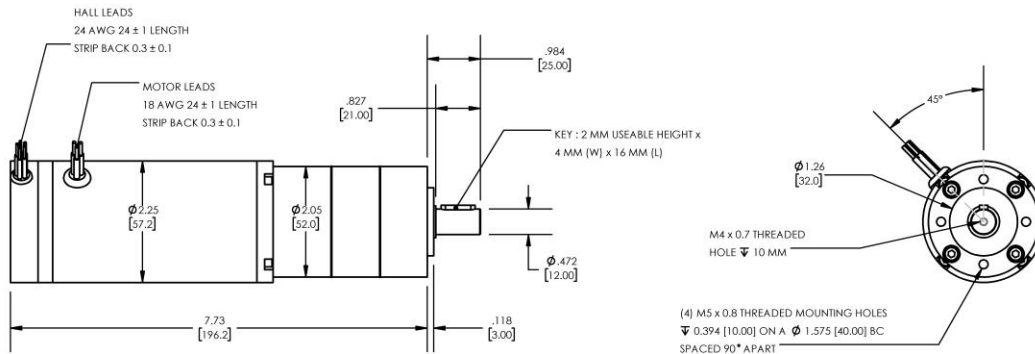 HALL LEADS
24 AWG 24 ± 1 LENGTH
STRIP BACK 0.3 ± 0.1
MOTOR LEADS
18 AWG 24 ± 1 LENGTH
STRIP BACK 0.3 ± 0.1
.984
[25.00]
.827
[21.00]
KEY : 2 MM USEABLE HEIGHT x
4 MM (W) x 16 MM (L)
Ø2.25
[57.2]
Ø2.05
[52.0]
Ø.472
[12.00]
7.73
[196.2]
.118
[3.00]
45°
Ø1.26
[32.0]
M4 x 0.7 THREADED
HOLE ↧ 10 MM
(4) M5 x 0.8 THREADED MOUNTING HOLES
↧ 0.394 [10.00] ON A Ø 1.575 [40.00] BC
SPACED 90° APART